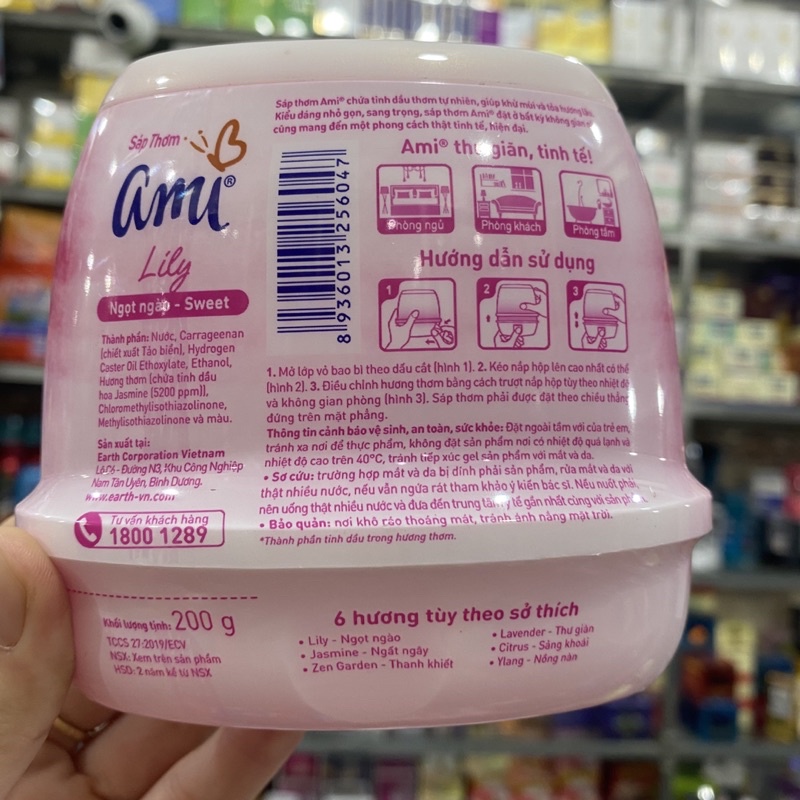 Sáp thơm Ami® chứa tinh dầu thơm tự nhiên, giúp khử mùi và tỏa hương lâu
Kiểu dáng nhỏ gọn, sang trọng, sáp thơm Ami® đặt ở bất kỳ không gian
cũng mang đến một phong cách thật tinh tế, hiện đại.
Sáp Thơm
ami®
Lily
Ngọt ngào - Sweet
Thành phần: Nước, Carrageenan
(chiết xuất Tảo biển), Hydrogen
Caster Oil Ethoxylate, Ethanol,
Hương thơm (chứa tinh dầu
hoa Jasmine (5200 ppm)),
Chloromethylisothiazolinone,
Methylisothiazolinone và màu.
Sản xuất tại:
Earth Corporation Vietnam
Lô C6 - Đường N3, Khu Công Nghiệp
Nam Tân Uyên, Bình Dương.
www.earth-vn.com
Tư vấn khách hàng
1800 1289
8 936013 256047
Ami® thư giãn, tinh tế!
Phòng ngủ
Phòng khách
Phòng tắm
Hướng dẫn sử dụng
1
2
3
1. Mở lớp vỏ bao bì theo dấu cắt (hình 1). 2. Kéo nắp hộp lên cao nhất có thể
(hình 2). 3. Điều chỉnh hương thơm bằng cách trượt nắp hộp tùy theo nhiệt độ
và không gian phòng (hình 3). Sáp thơm phải được đặt theo chiều thẳng
đứng trên mặt phẳng.
Thông tin cảnh báo vệ sinh, an toàn, sức khỏe: Đặt ngoài tầm với của trẻ em,
tránh xa nơi để thực phẩm, không đặt sản phẩm nơi có nhiệt độ quá lạnh và
nhiệt độ cao trên 40°C, tránh tiếp xúc gel sản phẩm với mắt và da.
• Sơ cứu: trường hợp mắt và da bị dính phải sản phẩm, rửa mắt và da với
thật nhiều nước, nếu vẫn ngứa rát tham khảo ý kiến bác sĩ. Nếu nuốt phải,
nên uống thật nhiều nước và đưa đến trung tâm y tế gần nhất cùng với sản phẩm
• Bảo quản: nơi khô ráo thoáng mát, tránh ánh nắng mặt trời.
*Thành phần tinh dầu trong hương thơm.
Khối lượng tịnh: 200 g
TCCS 27:2019/ECV
NSX: Xem trên sản phẩm
HSD: 2 năm kể từ NSX
6 hương tùy theo sở thích
• Lily - Ngọt ngào
• Jasmine - Ngất ngây
• Zen Garden - Thanh khiết
• Lavender - Thư giãn
• Citrus - Sảng khoái
• Ylang - Nồng nàn